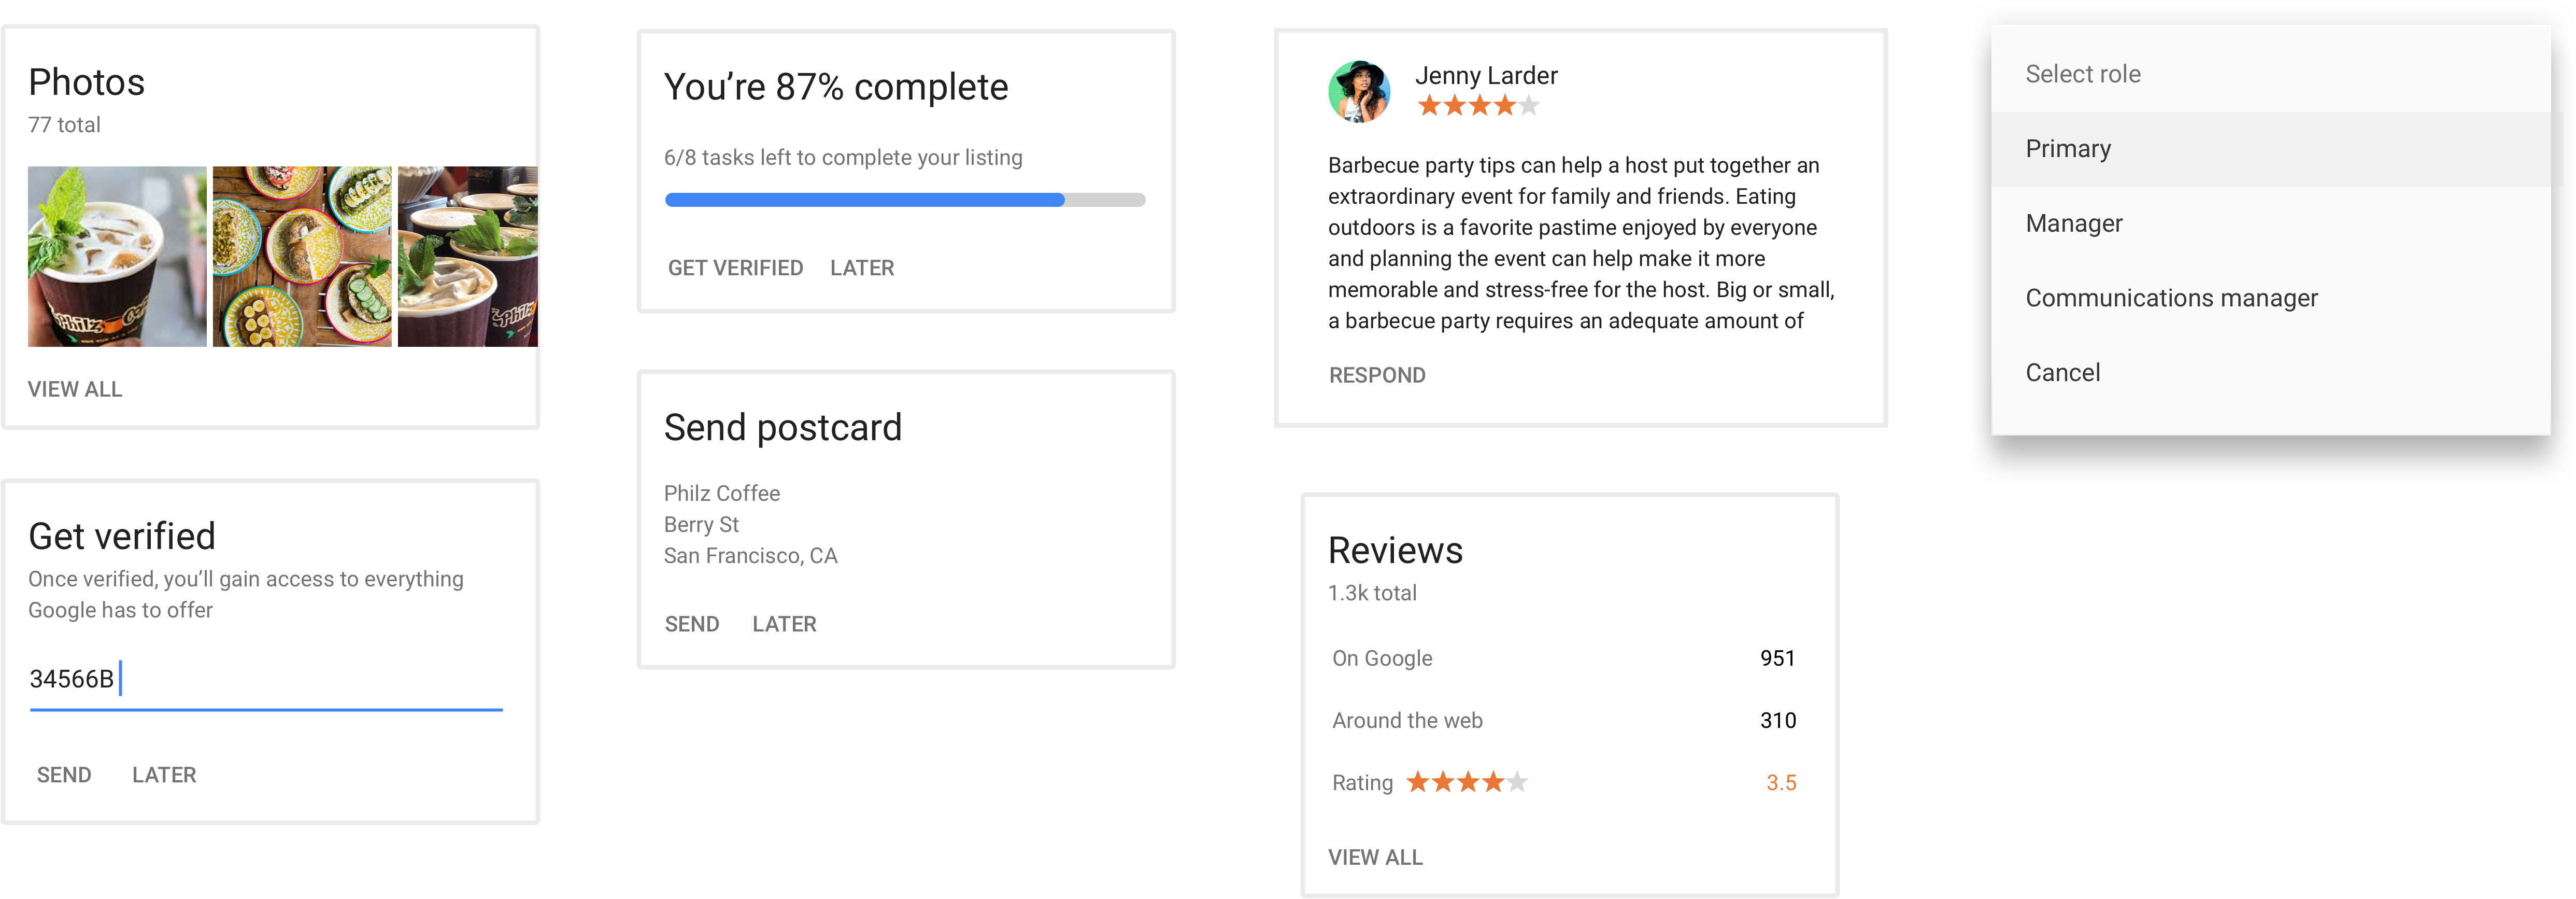 Photos
77 total
Philz Coffee
Philz
VIEW ALL
Get verified
Once verified, you’ll gain access to everything
Google has to offer
34566B
SEND LATER
You’re 87% complete
6/8 tasks left to complete your listing
GET VERIFIED LATER
Send postcard
Philz Coffee
Berry St
San Francisco, CA
SEND LATER
Jenny Larder
Barbecue party tips can help a host put together an
extraordinary event for family and friends. Eating
outdoors is a favorite pastime enjoyed by everyone
and planning the event can help make it more
memorable and stress-free for the host. Big or small,
a barbecue party requires an adequate amount of
RESPOND
Reviews
1.3k total
On Google 951
Around the web 310
Rating 3.5
VIEW ALL
Select role
Primary
Manager
Communications manager
Cancel